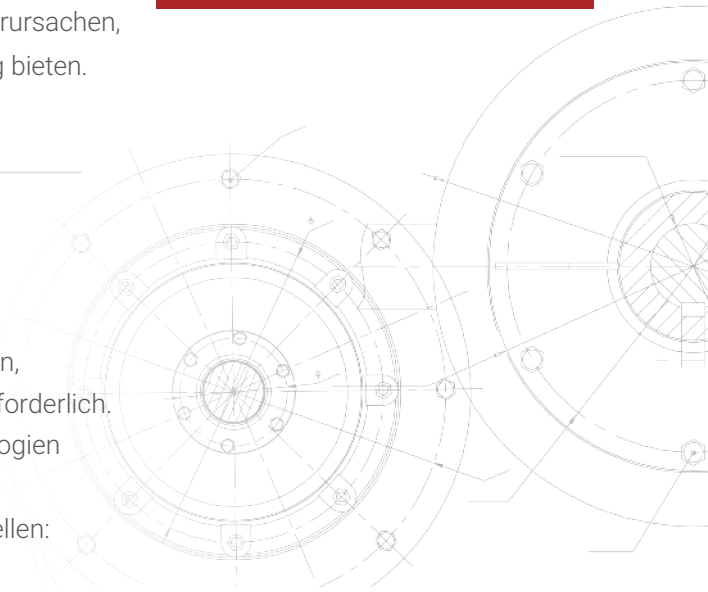 rursachen,
g bieten.
n,
forderlich.
ogien
ellen: